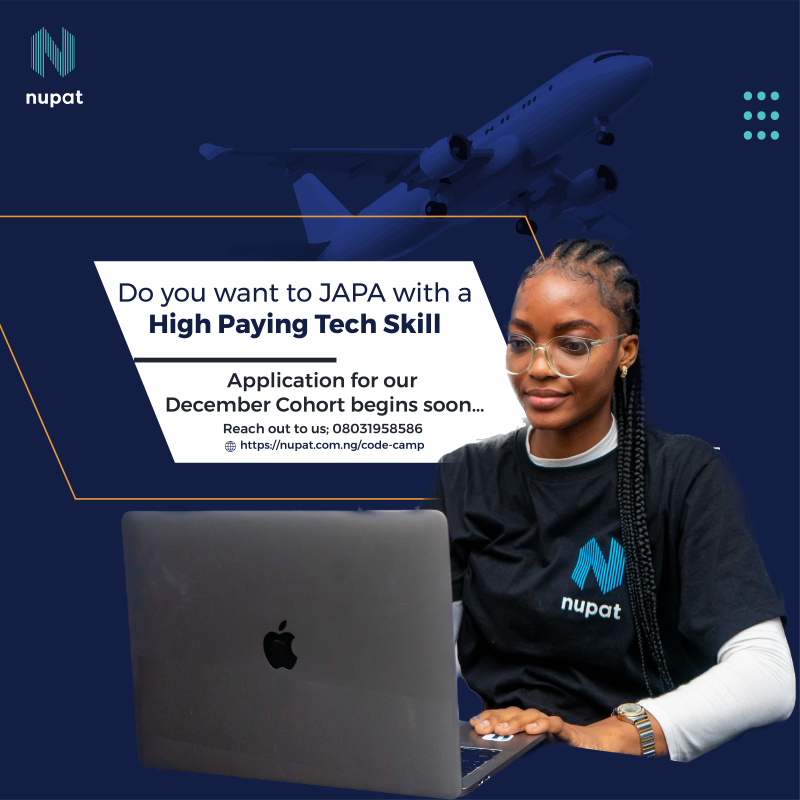 nupat
Do you want to JAPA with a
High Paying Tech Skill
Application for our
December Cohort begins soon...
Reach out to us; 08031958586
https://nupat.com.ng/code-camp
nupat